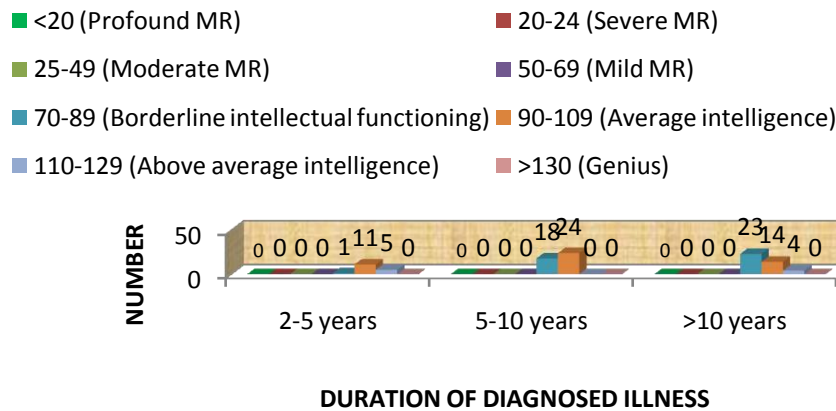 <20 (Profound MR) 20-24 (Severe MR)
25-49 (Moderate MR) 50-69 (Mild MR)
70-89 (Borderline intellectual functioning) 90-109 (Average intelligence)
110-129 (Above average intelligence) >130 (Genius)
NUMBER
50
0
0 0 0 0 1 11 5 0
0 0 0 0 18 24 0 0
0 0 0 0 23 14 4 0
2-5 years 5-10 years >10 years
DURATION OF DIAGNOSED ILLNESS